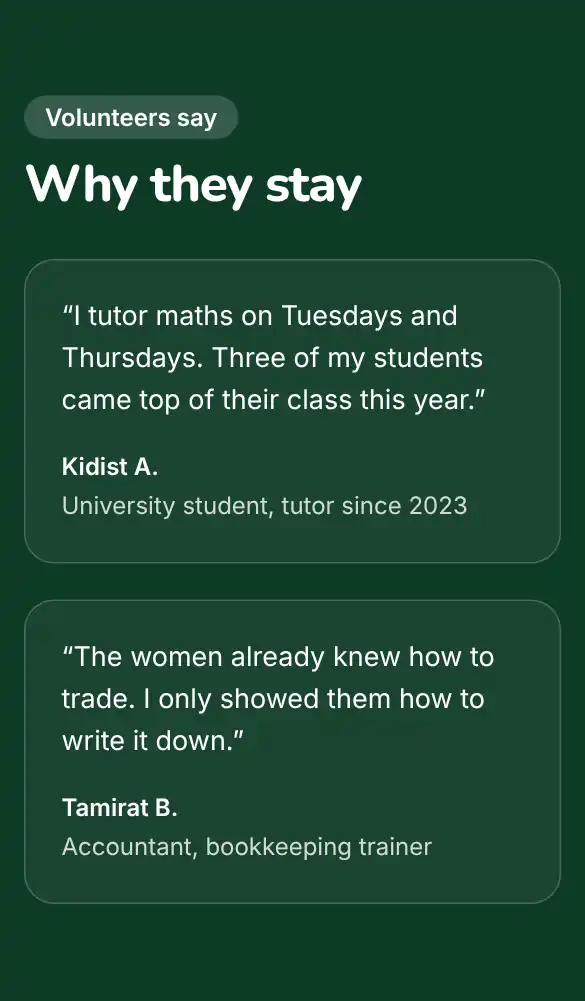 Volunteers say
Why they stay
“I tutor maths on Tuesdays and
Thursdays. Three of my students
came top of their class this year.”
Kidist A.
University student, tutor since 2023
“The women already knew how to
trade. I only showed them how to
write it down.”
Tamirat B.
Accountant, bookkeeping trainer